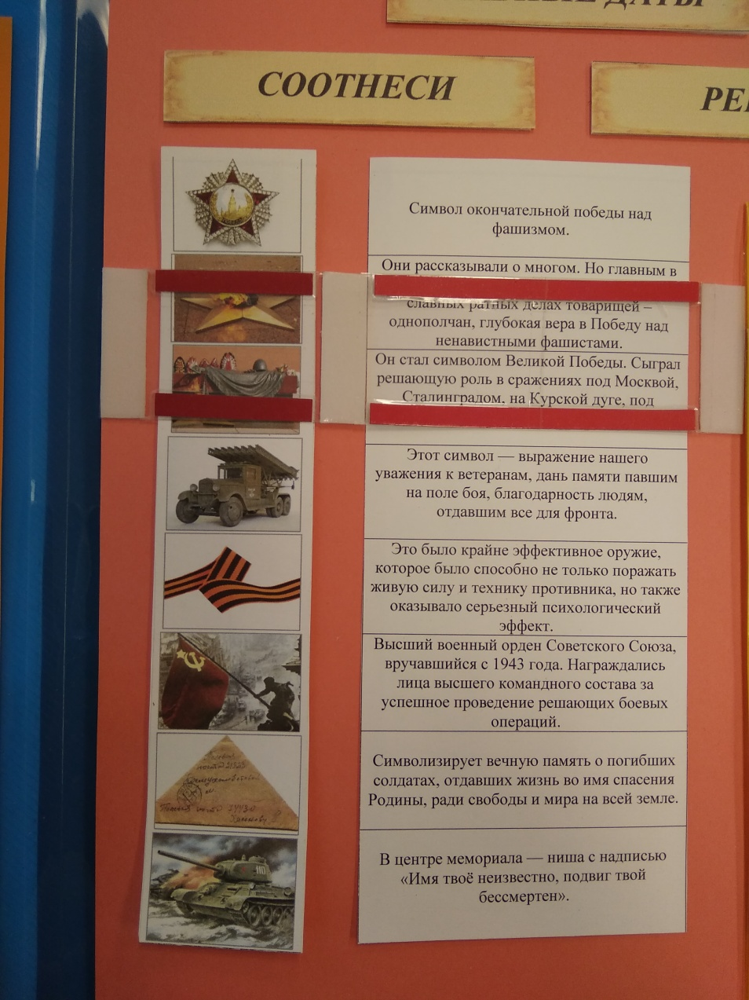 ДАТЫ
СООТНЕСИ
Символ окончательной победы над
фашизмом.
Они рассказывали о многом. Но главным в
славных ратных делах товарищей –
однополчан, глубокая вера в Победу над
ненавистными фашистами.
Он стал символом Великой Победы. Сыграл
решающую роль в сражениях под Москвой,
Сталинградом, на Курской дуге, под
Этот символ — выражение нашего
уважения к ветеранам, дань памяти павшим
на поле боя, благодарность людям,
отдавшим все для фронта.
Это было крайне эффективное оружие,
которое было способно не только поражать
живую силу и технику противника, но также
оказывало серьезный психологический
эффект.
Высший военный орден Советского Союза,
вручавшийся с 1943 года. Награждались
лица высшего командного состава за
успешное проведение решающих боевых
операций.
Символизирует вечную память о погибших
солдатах, отдавших жизнь во имя спасения
Родины, ради свободы и мира на всей земле.
В центре мемориала — ниша с надписью
«Имя твоё неизвестно, подвиг твой
бессмертен».
110